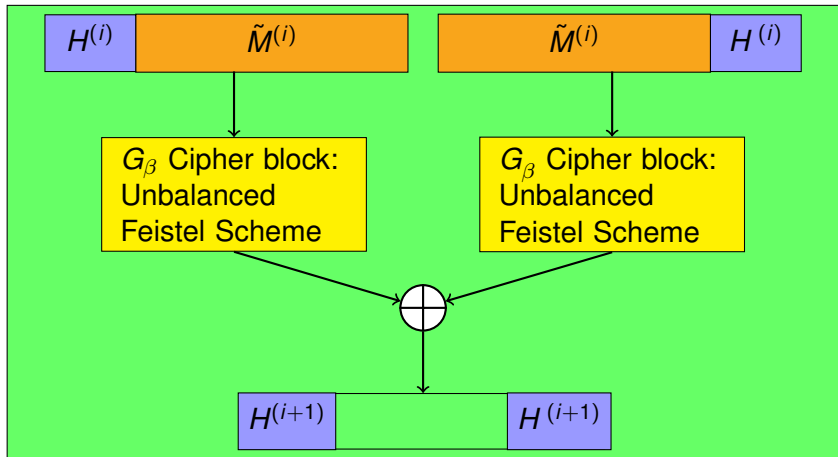 H^(i) M̃^(i) M̃^(i) H^(i)
G_β Cipher block:
Unbalanced
Feistel Scheme
G_β Cipher block:
Unbalanced
Feistel Scheme
H^(i+1) H^(i+1)